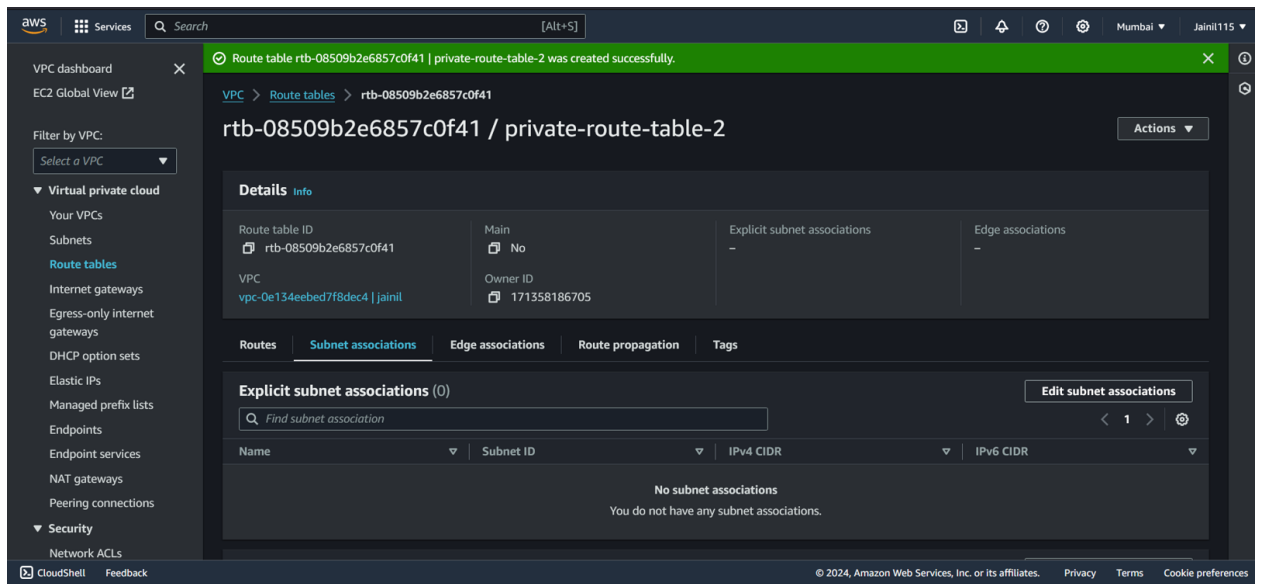 aws Services Search [Alt+S] Mumbai ▼ Jainil115 ▼
VPC dashboard
EC2 Global View
Filter by VPC:
Select a VPC
Virtual private cloud
Your VPCs
Subnets
Route tables
Internet gateways
Egress-only internet
gateways
DHCP option sets
Elastic IPs
Managed prefix lists
Endpoints
Endpoint services
NAT gateways
Peering connections
Security
Network ACLs
Route table rtb-08509b2e6857c0f41 | private-route-table-2 was created successfully.
VPC > Route tables > rtb-08509b2e6857c0f41
rtb-08509b2e6857c0f41 / private-route-table-2
Actions ▼
Details Info
Route table ID
rtb-08509b2e6857c0f41
Main
No
Explicit subnet associations
–
Edge associations
–
VPC
vpc-0e134eebed7f8dec4 | jainil
Owner ID
171358186705
Routes Subnet associations Edge associations Route propagation Tags
Explicit subnet associations (0)
Edit subnet associations
Find subnet association
< 1 >
Name Subnet ID IPv4 CIDR IPv6 CIDR
No subnet associations
You do not have any subnet associations.
CloudShell Feedback © 2024, Amazon Web Services, Inc. or its affiliates. Privacy Terms Cookie preferences